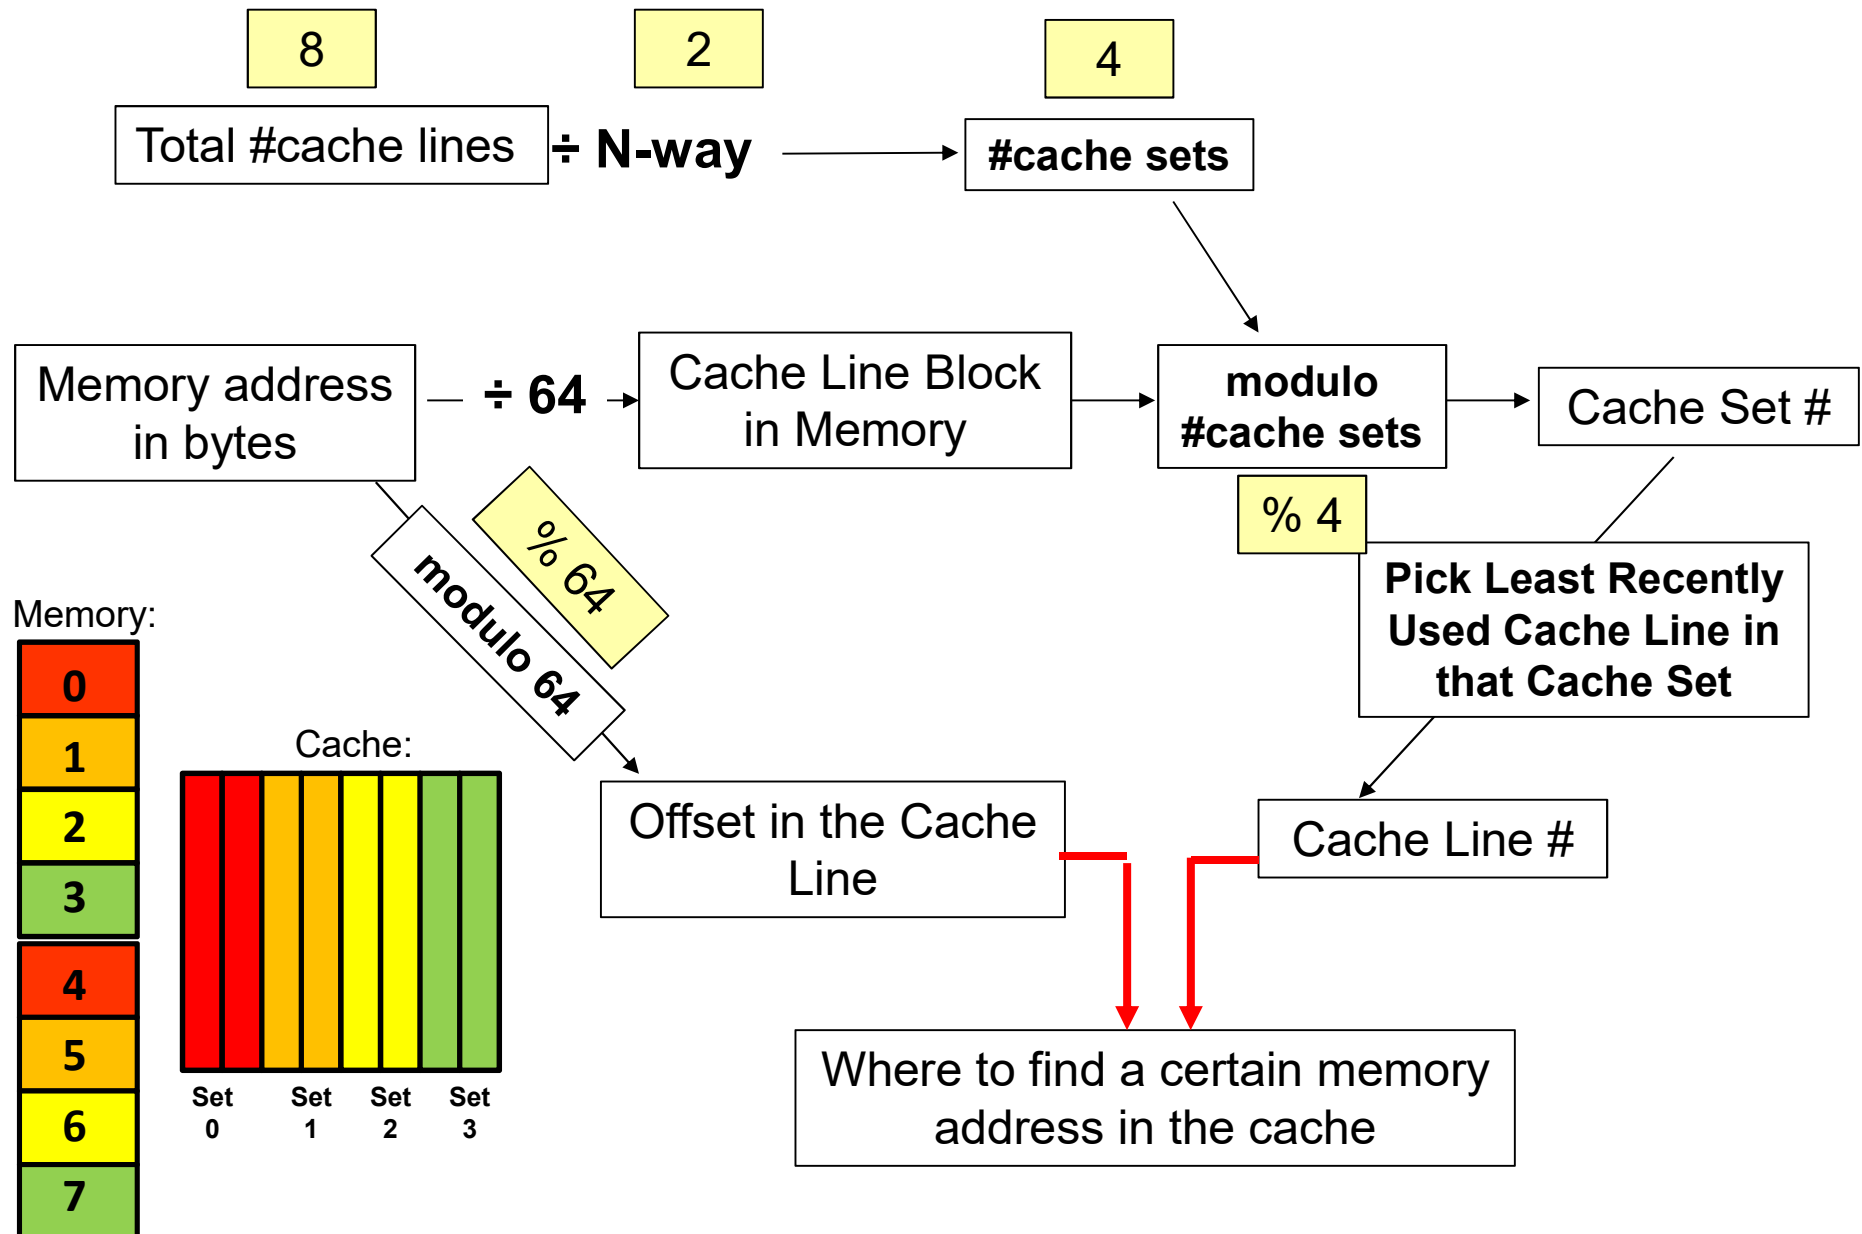 8
2
4
Total #cache lines
÷ N-way
#cache sets
Memory address
in bytes
÷ 64
Cache Line Block
in Memory
modulo
#cache sets
Cache Set #
% 4
% 64
modulo 64
Pick Least Recently
Used Cache Line in
that Cache Set
Memory:
0
1
2
3
4
5
6
7
Cache:
Set
0
Set
1
Set
2
Set
3
Offset in the Cache
Line
Cache Line #
Where to find a certain memory
address in the cache